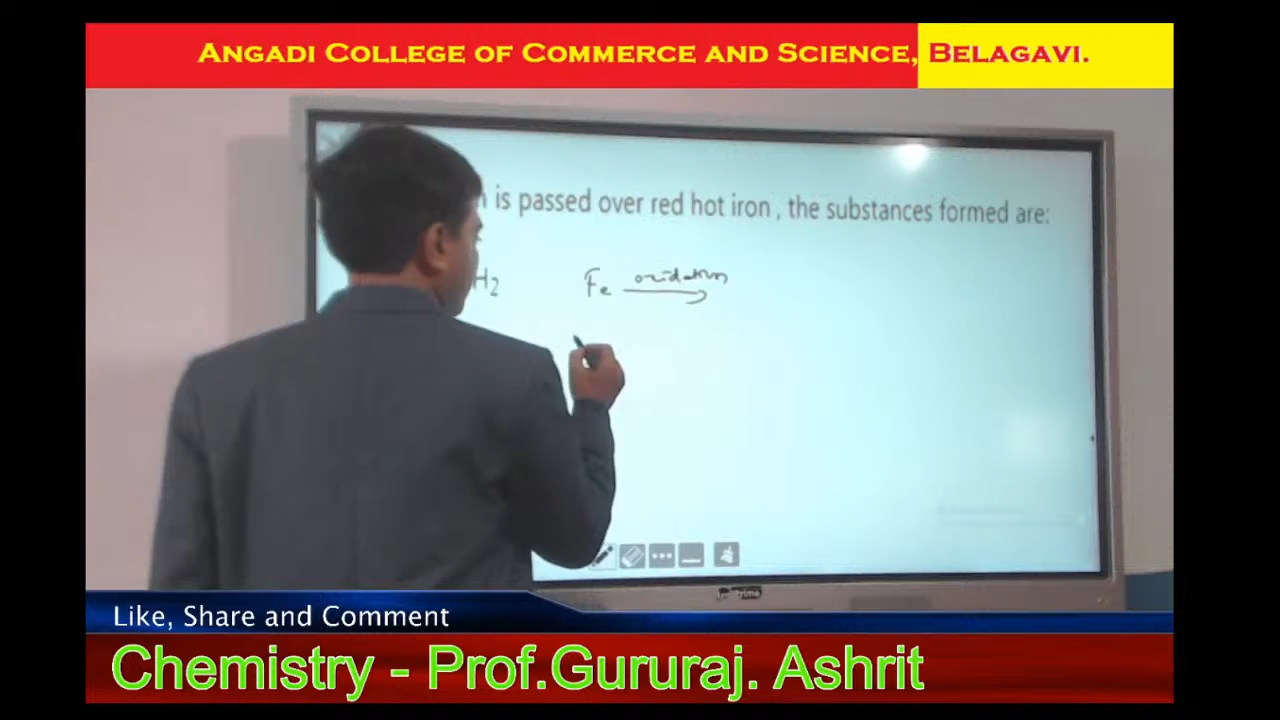 ANGADI COLLEGE OF COMMERCE AND SCIENCE, BELAGAVI.
is passed over red hot iron , the substances formed are:
H2 Fe oxidation
Like, Share and Comment
Chemistry - Prof.Gururaj. Ashrit